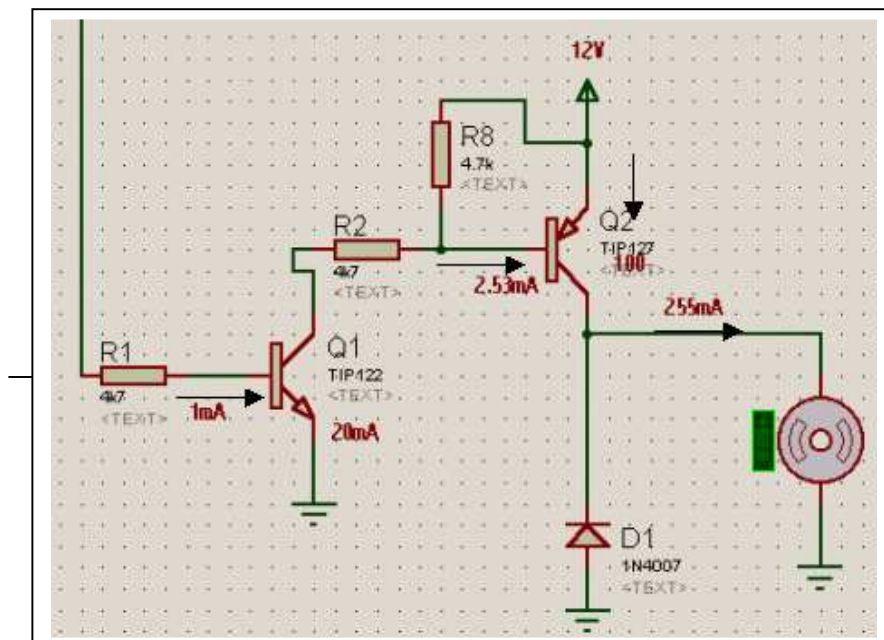 12V
R8
4.7k
<TEXT>
R2
4k7
<TEXT>
Q2
TIP127
<TEXT>
100
2.53mA
255mA
R1
4k7
<TEXT>
1mA
Q1
TIP122
<TEXT>
20mA
D1
1N4007
<TEXT>